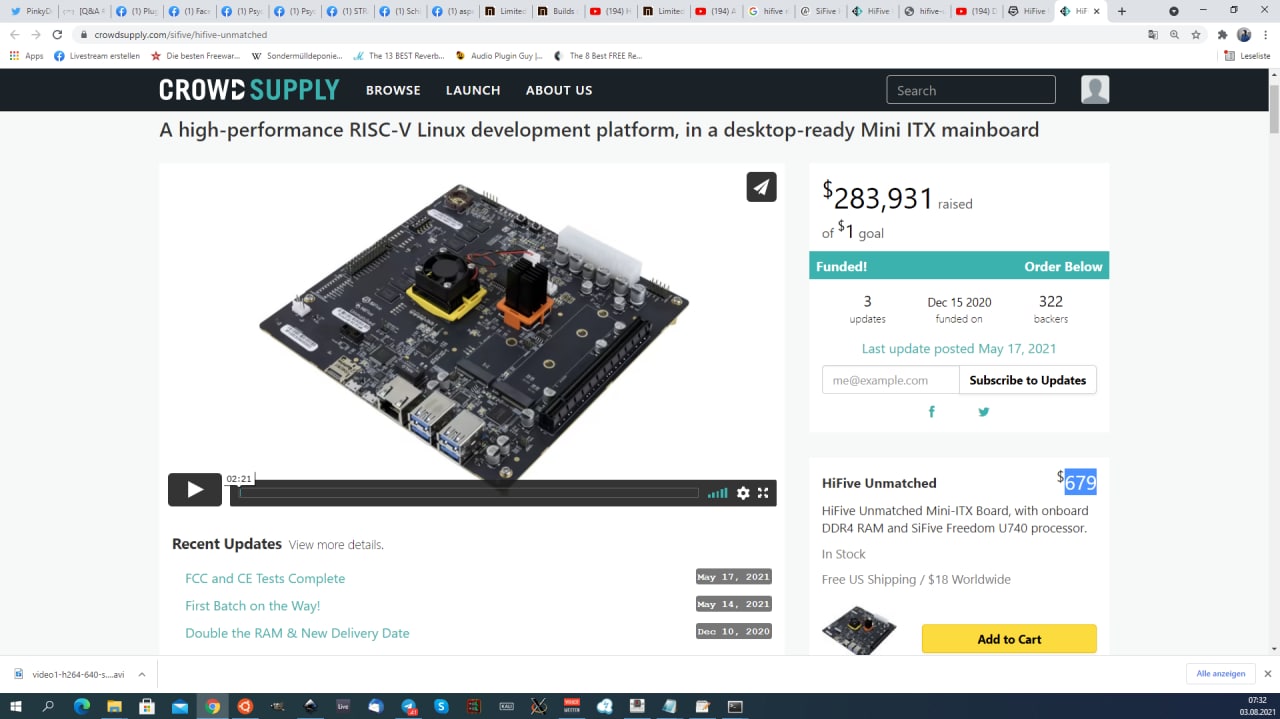 PinkyD
[Q&A
(1) Plug
(1) Face
(1) Psy
(1) Psyc
(1) STR
(1) Sch
(1) asp
Limited
Builds
(194) H
Limited
(194) A
hifive
SiFive
HiFive
hifive-u
(194) D
HiFive
HiF
crowdsupply.com/sifive/hifive-unmatched
Apps
Livestream erstellen
Die besten Freewar...
Sondermülldeponie...
The 13 BEST Reverb...
Audio Plugin Guy |...
The 8 Best FREE Re...
Leseliste
CROWD SUPPLY
BROWSE
LAUNCH
ABOUT US
Search
A high-performance RISC-V Linux development platform, in a desktop-ready Mini ITX mainboard
$283,931 raised
of $1 goal
Funded!
Order Below
3
updates
Dec 15 2020
funded on
322
backers
Last update posted May 17, 2021
me@example.com
Subscribe to Updates
02:21
HiFive Unmatched
$679
HiFive Unmatched Mini-ITX Board, with onboard
DDR4 RAM and SiFive Freedom U740 processor.
In Stock
Free US Shipping / $18 Worldwide
Add to Cart
Recent Updates View more details.
FCC and CE Tests Complete
May 17, 2021
First Batch on the Way!
May 14, 2021
Double the RAM & New Delivery Date
Dec 10, 2020
video1-h264-640-s....avi
Alle anzeigen
Live
KALI
07:32
03.08.2021